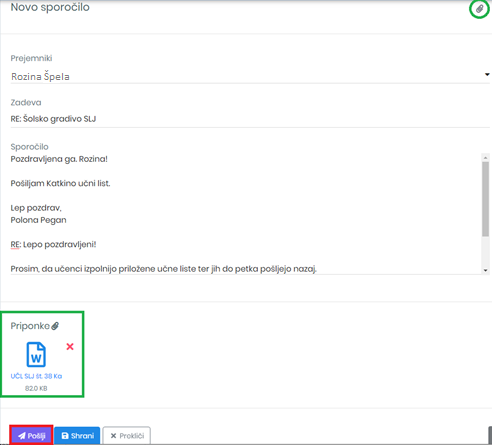 Novo sporočilo
Prejemniki
Rozina Špela
Zadeva
RE: Šolsko gradivo SLJ
Sporočilo
Pozdravljena ga. Rozina!
Pošiljam Katkino učni list.
Lep pozdrav,
Polona Pegan
RE: Lepo pozdravljeni!
Prosim, da učenci izpolnijo priložene učne liste ter jih do petka pošljejo nazaj.
Priponke
W
UČL SLJ št. 38 Ka
112.0 KB
Pošlji
Shrani
Prekliči